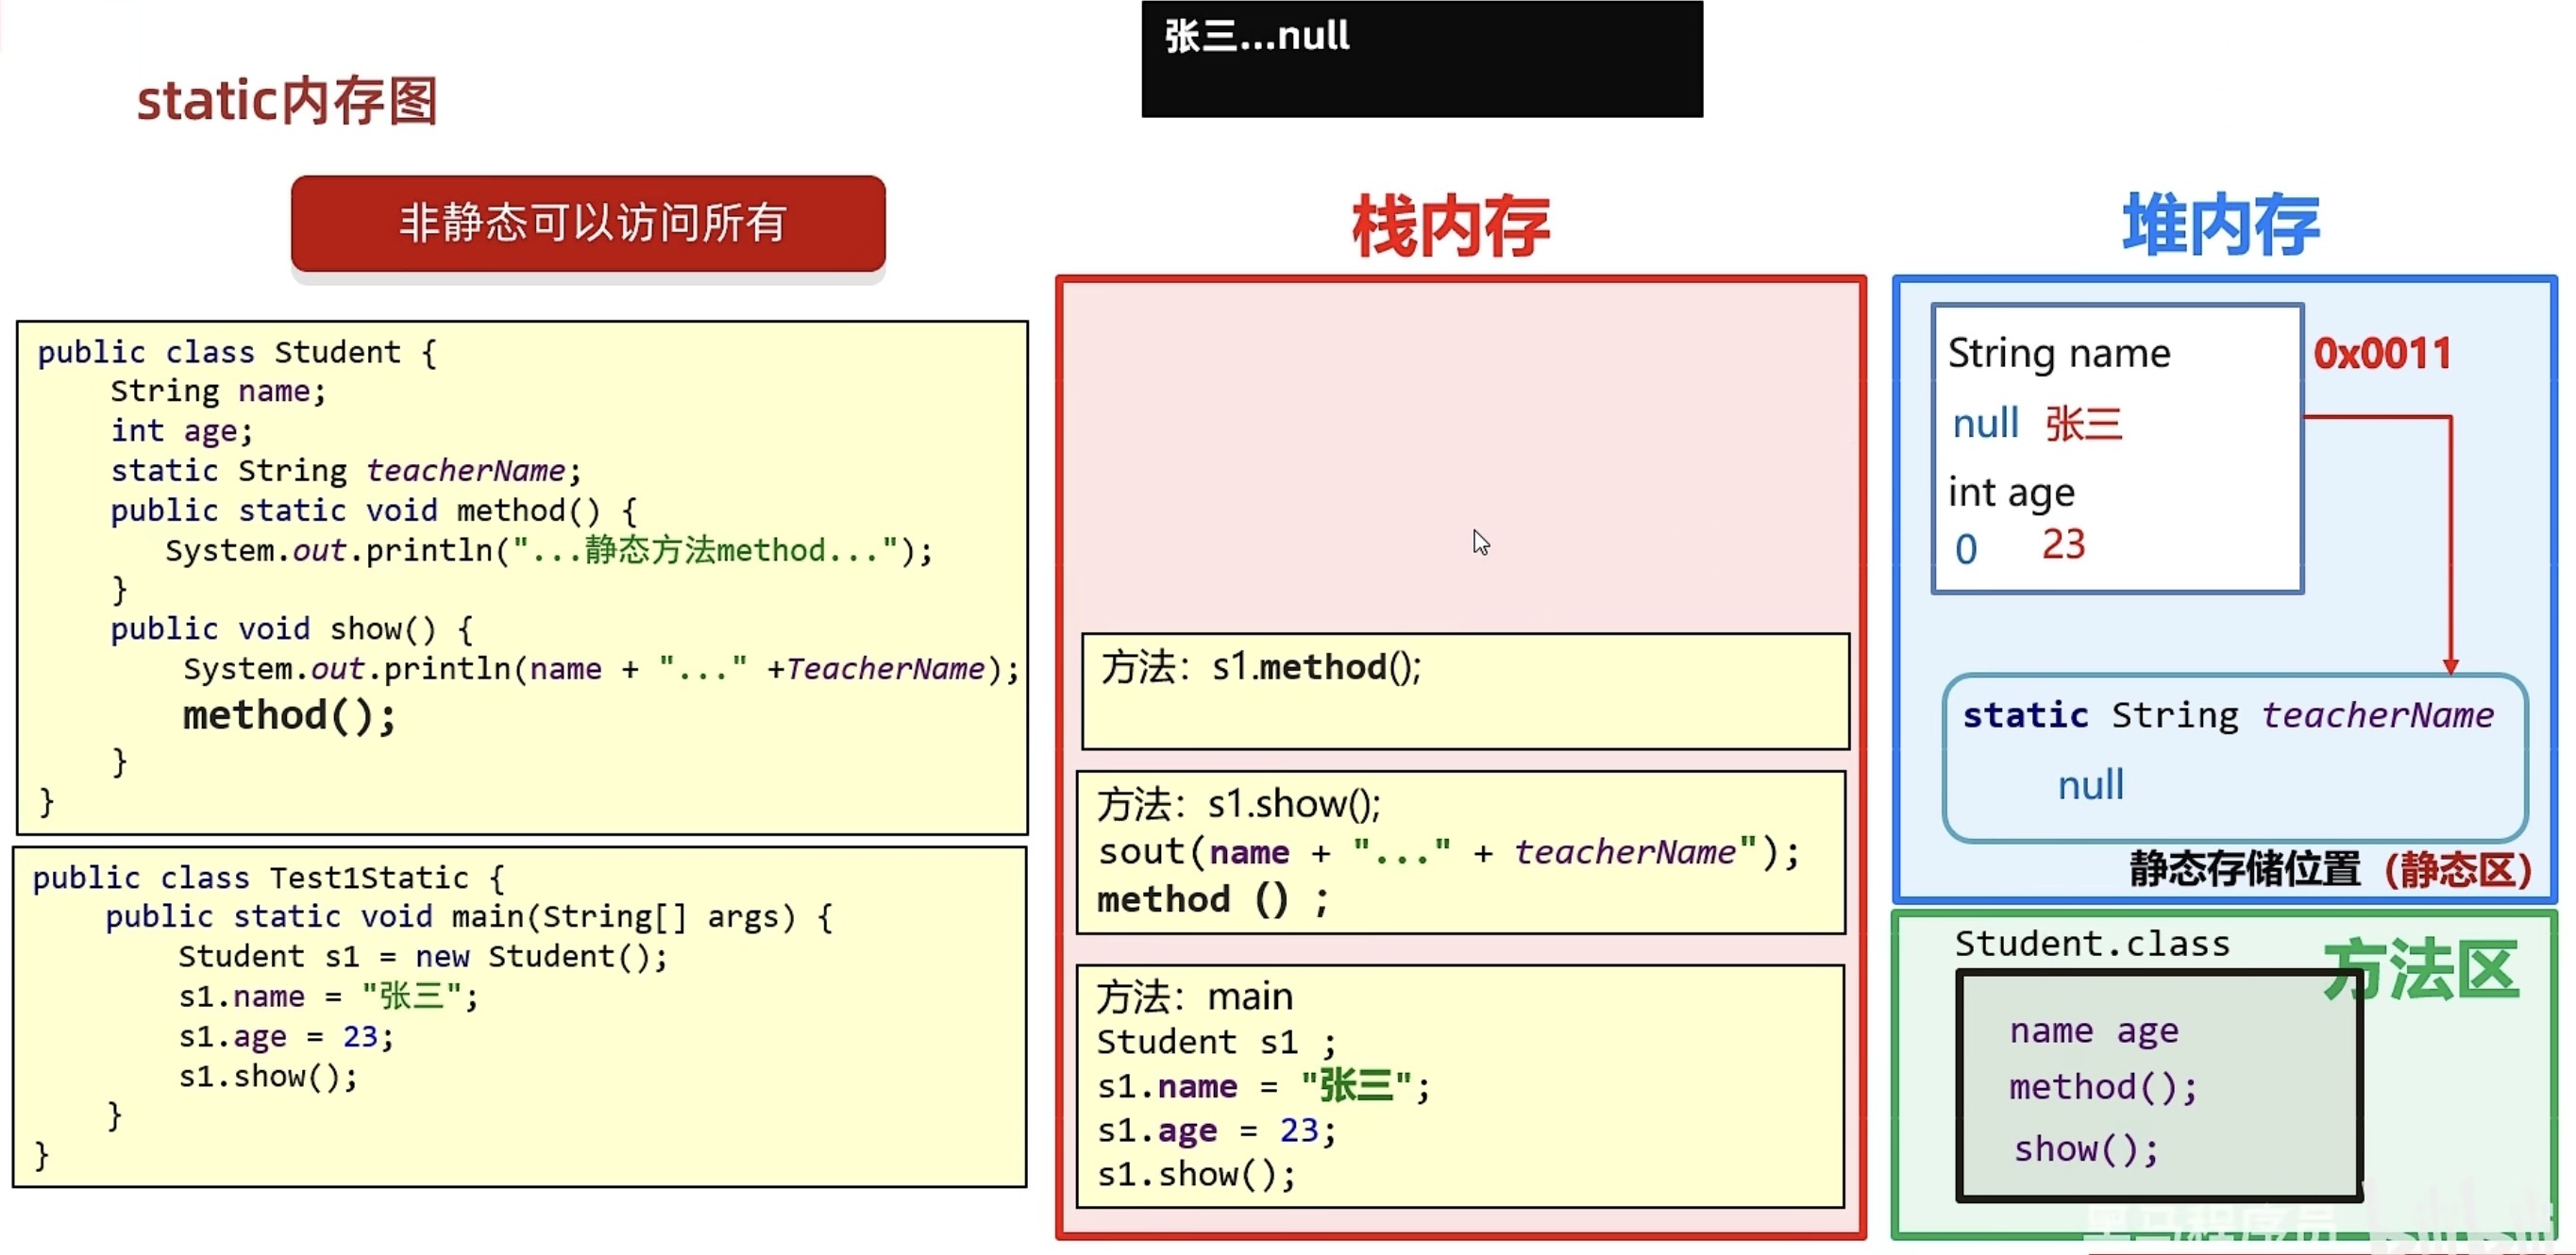 张三...null
static内存图
非静态可以访问所有
public class Student {
String name;
int age;
static String teacherName;
public static void method() {
System.out.println("...静态方法method...");
}
public void show() {
System.out.println(name + "..." +TeacherName);
method();
}
}
public class Test1Static {
public static void main(String[] args) {
Student s1 = new Student();
s1.name = "张三";
s1.age = 23;
s1.show();
}
}
栈内存
方法：s1.method();
方法：s1.show();
sout(name + "..." + teacherName");
method () ;
方法：main
Student s1 ;
s1.name = "张三";
s1.age = 23;
s1.show();
堆内存
String name
0x0011
null 张三
int age
0 23
static String teacherName
null
静态存储位置（静态区）
Student.class
方法区
name age
method();
show();
黑马程序员